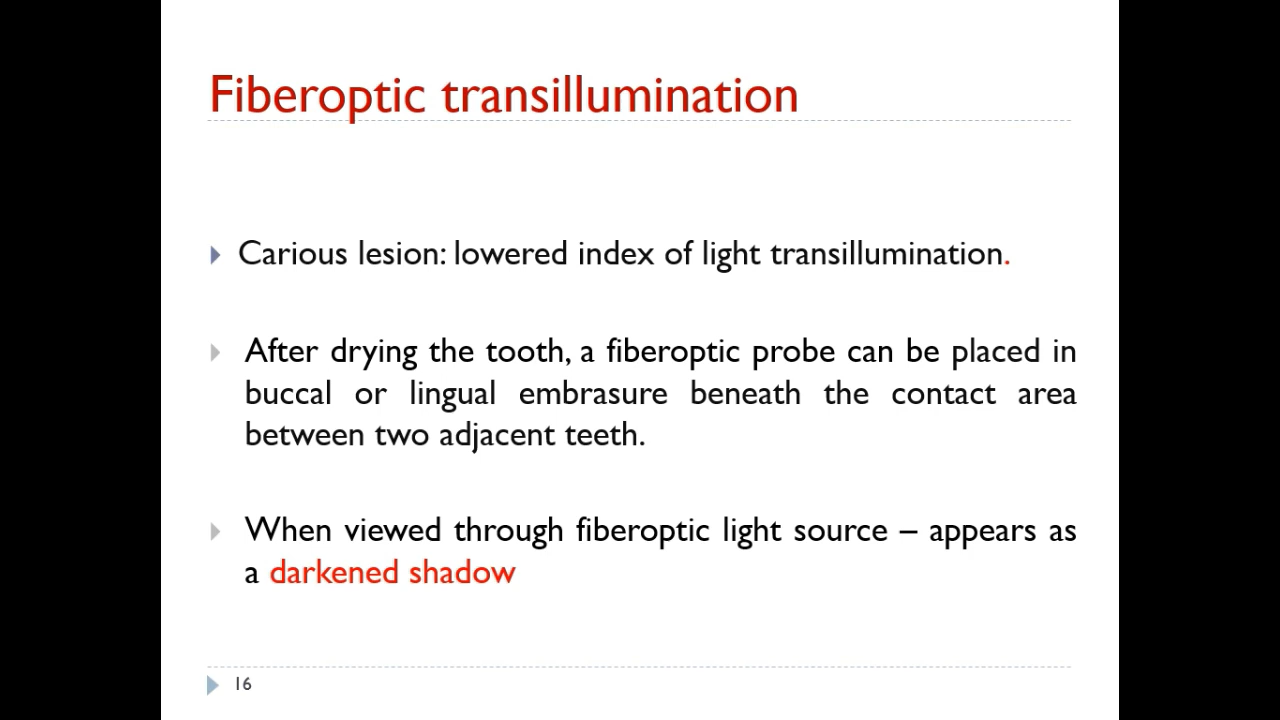 Fiberoptic transillumination
Carious lesion: lowered index of light transillumination.
After drying the tooth, a fiberoptic probe can be placed in
buccal or lingual embrasure beneath the contact area
between two adjacent teeth.
When viewed through fiberoptic light source – appears as
a darkened shadow
16